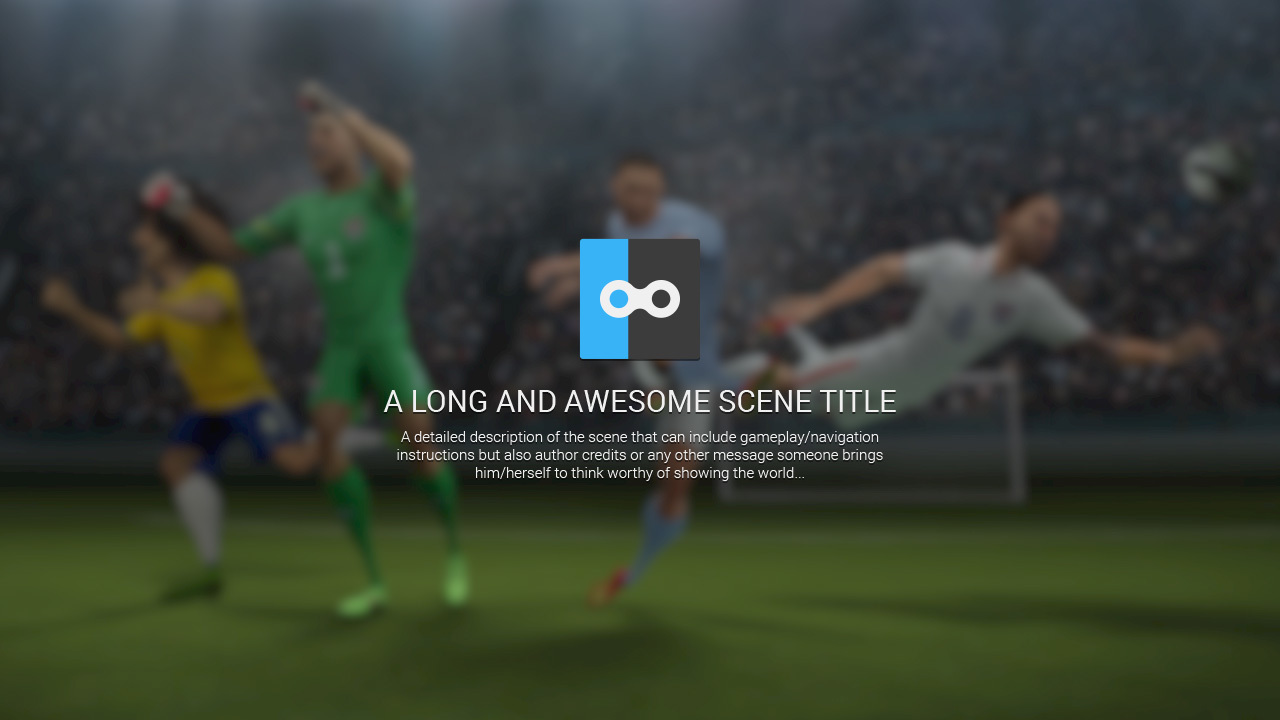 A LONG AND AWESOME SCENE TITLE
A detailed description of the scene that can include gameplay/navigation
instructions but also author credits or any other message someone brings
him/herself to think worthy of showing the world...